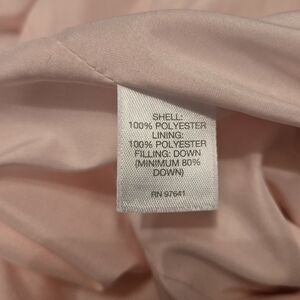 SHELL:
100% POLYESTER
LINING:
100% POLYESTER
FILLING: DOWN
(MINIMUM 80%
DOWN)
RN 97641